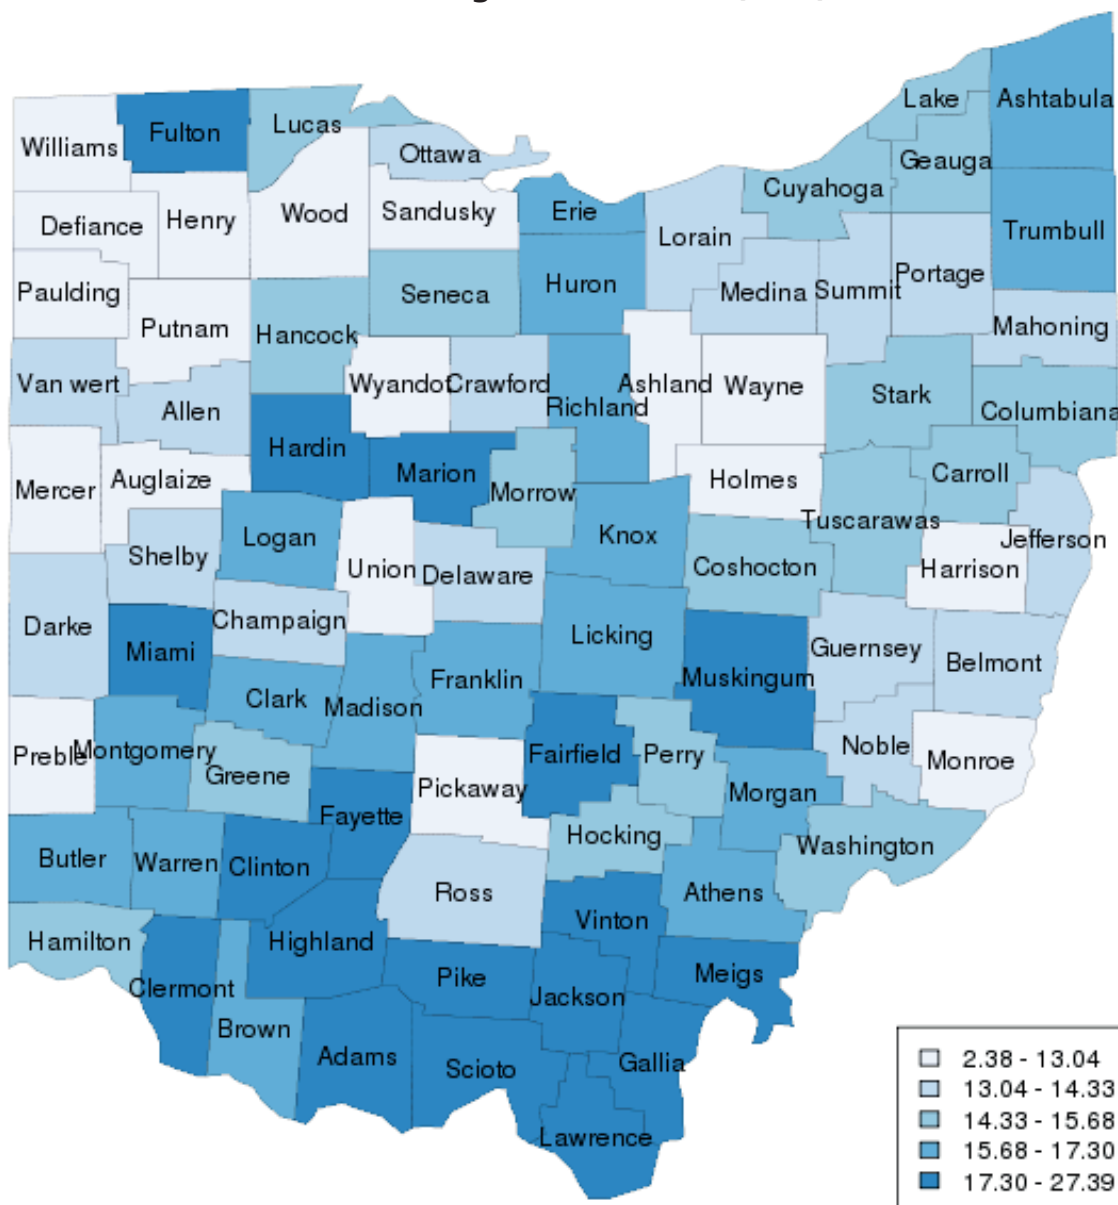 Lake
Ashtabula
Lucas
Fulton
Williams
Ottawa
Geauga
Cuyahoga
Wood
Sandusky
Erie
Henry
Defiance
Trumbull
Lorain
Portage
Huron
Medina
Summit
Paulding
Seneca
Putnam
Mahoning
Hancock
Van wert
Wyandot
Crawford
Ashland
Wayne
Stark
Allen
Richland
Columbiana
Hardin
Marion
Carroll
Auglaize
Holmes
Mercer
Morrow
Tuscarawas
Logan
Knox
Jefferson
Shelby
Union
Delaware
Coshocton
Harrison
Champaign
Darke
Licking
Miami
Guernsey
Belmont
Franklin
Muskingum
Clark
Madison
Preble
Montgomery
Fairfield
Perry
Noble
Monroe
Greene
Pickaway
Morgan
Fayette
Hocking
Washington
Butler
Warren
Clinton
Ross
Athens
Vinton
Hamilton
Highland
Pike
Meigs
Clermont
Jackson
Brown
Adams
Scioto
Gallia
Lawrence
2.38 - 13.04
13.04 - 14.33
14.33 - 15.68
15.68 - 17.30
17.30 - 27.39